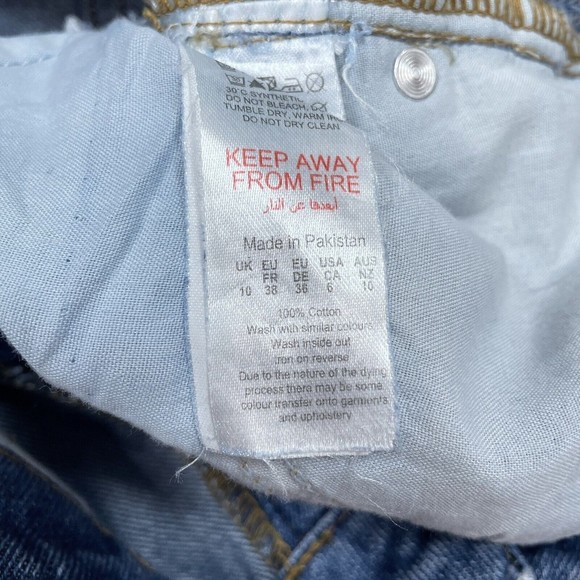 30°C SYNTHETIC
DO NOT BLEACH,
TUMBLE DRY, WARM IR
DO NOT DRY CLEAN
KEEP AWAY
FROM FIRE
أبعدها عن النار
Made in Pakistan
UK EU EU USA AUS
FR DE CA NZ
10 38 36 6 10
100% Cotton
Wash with similar colours
Wash inside out
Iron on reverse
Due to the nature of the dying
process there may be some
colour transfer onto garments
and upholstery